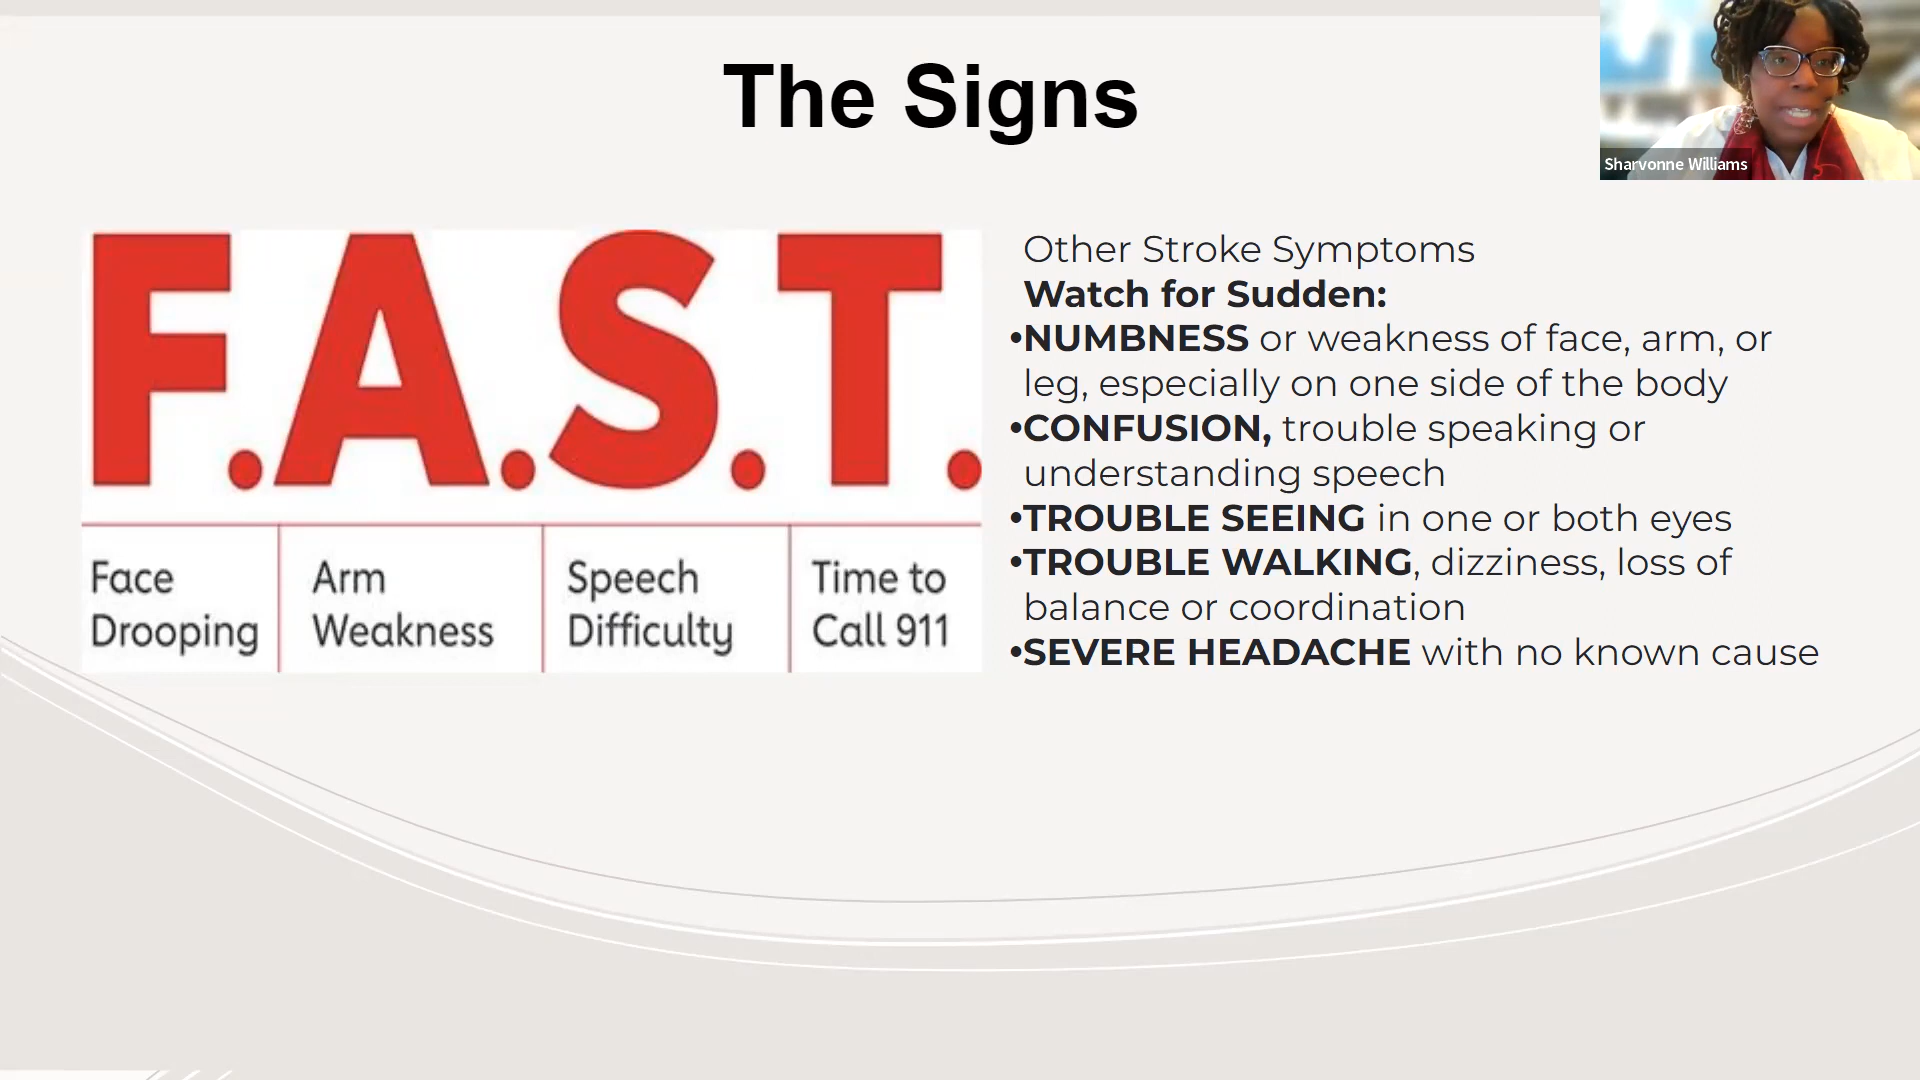 The Signs
Sharvonne Williams
F.A.S.T.
Face
Drooping
Arm
Weakness
Speech
Difficulty
Time to
Call 911
Other Stroke Symptoms
Watch for Sudden:
•NUMBNESS or weakness of face, arm, or
leg, especially on one side of the body
•CONFUSION, trouble speaking or
understanding speech
•TROUBLE SEEING in one or both eyes
•TROUBLE WALKING, dizziness, loss of
balance or coordination
•SEVERE HEADACHE with no known cause